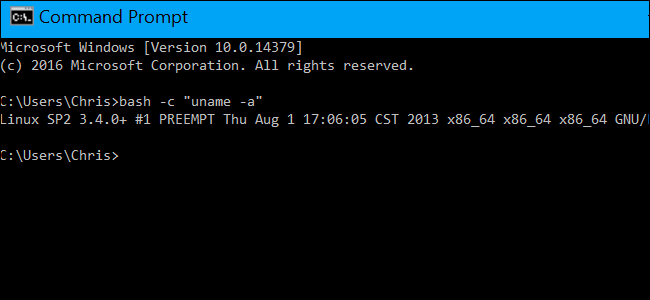 Command Prompt
Microsoft Windows [Version 10.0.14379]
(c) 2016 Microsoft Corporation. All rights reserved.
C:\Users\Chris>bash -c "uname -a"
Linux SP2 3.4.0+ #1 PREEMPT Thu Aug 1 17:06:05 CST 2013 x86_64 x86_64 x86_64 GNU/
C:\Users\Chris>